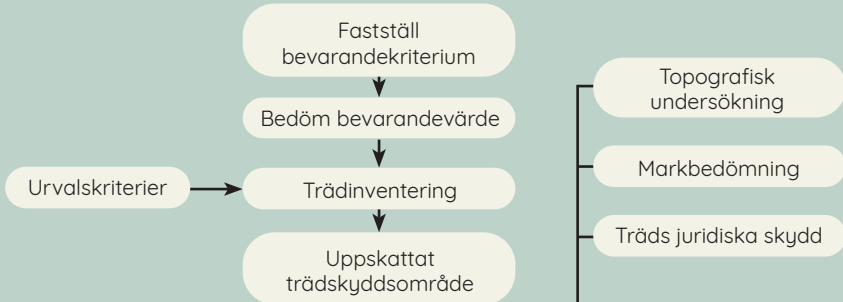 Fastställ
bevarandekriterium
Bedöm bevarandevärde
Urvalskriterier
Trädinventering
Uppskattat
trädskyddsområde
Topografisk
undersökning
Markbedömning
Träds juridiska skydd